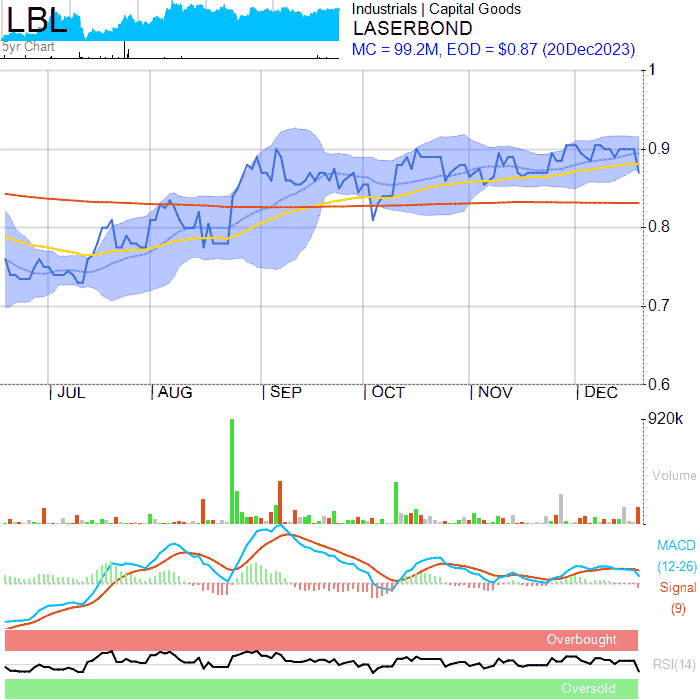 LBL
5yr Chart
Industrials | Capital Goods
LASERBOND
MC = 99.2M, EOD = $0.87 (20Dec2023)
1
0.9
0.8
0.7
0.6
JUL AUG SEP OCT NOV DEC
920k
Volume
MACD
(12-26)
Signal
(9)
Overbought
RSI(14)
Oversold